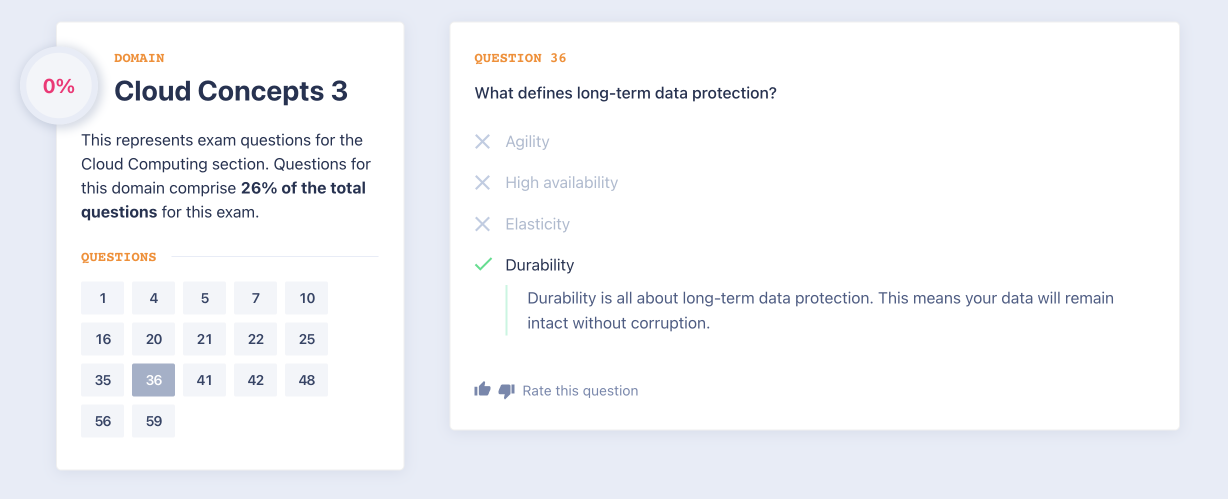 0%
DOMAIN
Cloud Concepts 3
This represents exam questions for the
Cloud Computing section. Questions for
this domain comprise 26% of the total
questions for this exam.
QUESTIONS
1 4 5 7 10
16 20 21 22 25
35 36 41 42 48
56 59
QUESTION 36
What defines long-term data protection?
Agility
High availability
Elasticity
Durability
Durability is all about long-term data protection. This means your data will remain
intact without corruption.
Rate this question